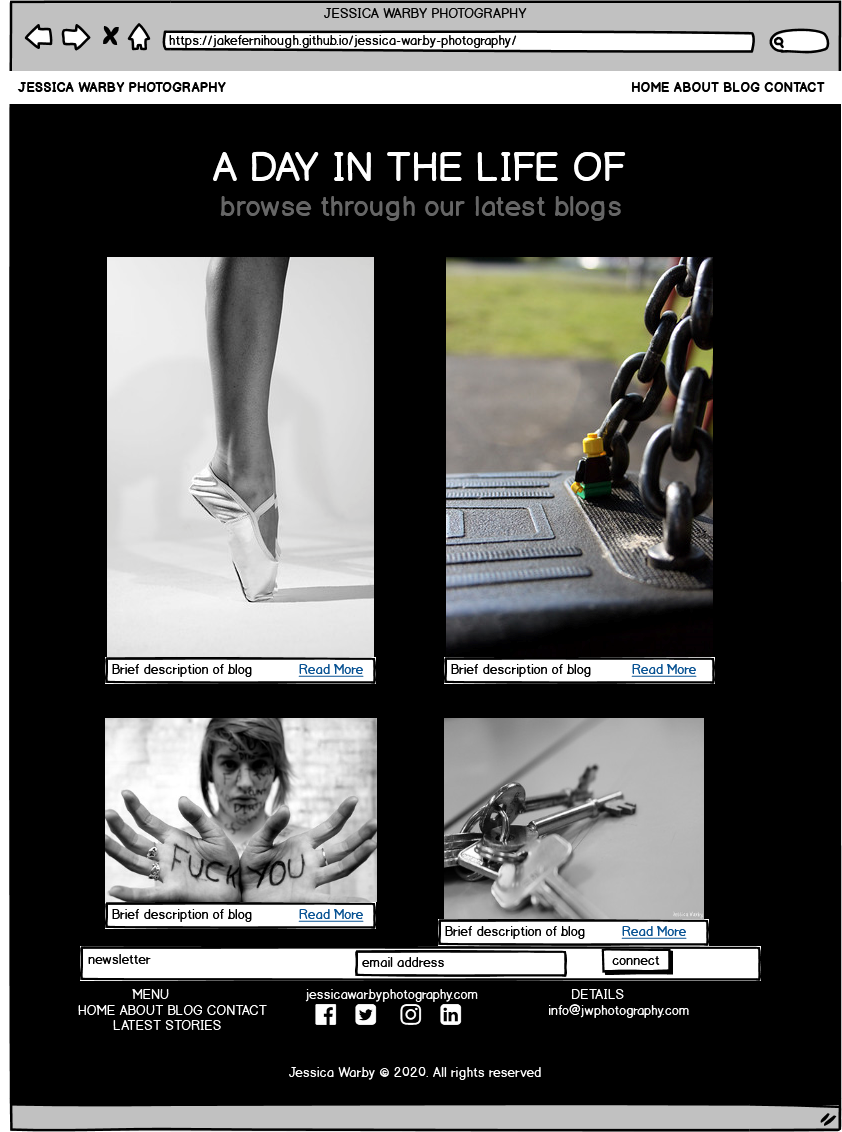 JESSICA WARBY PHOTOGRAPHY
https://jakefernihough.github.io/jessica-warby-photography/
JESSICA WARBY PHOTOGRAPHY HOME ABOUT BLOG CONTACT
A DAY IN THE LIFE OF
browse through our latest blogs
Brief description of blog Read More
Brief description of blog Read More
FUCK YOU
Brief description of blog Read More
Brief description of blog Read More
newsletter email address connect
MENU
HOME ABOUT BLOG CONTACT
LATEST STORIES
jessicawarbyphotography.com
DETAILS
info@jwphotography.com
Jessica Warby © 2020. All rights reserved